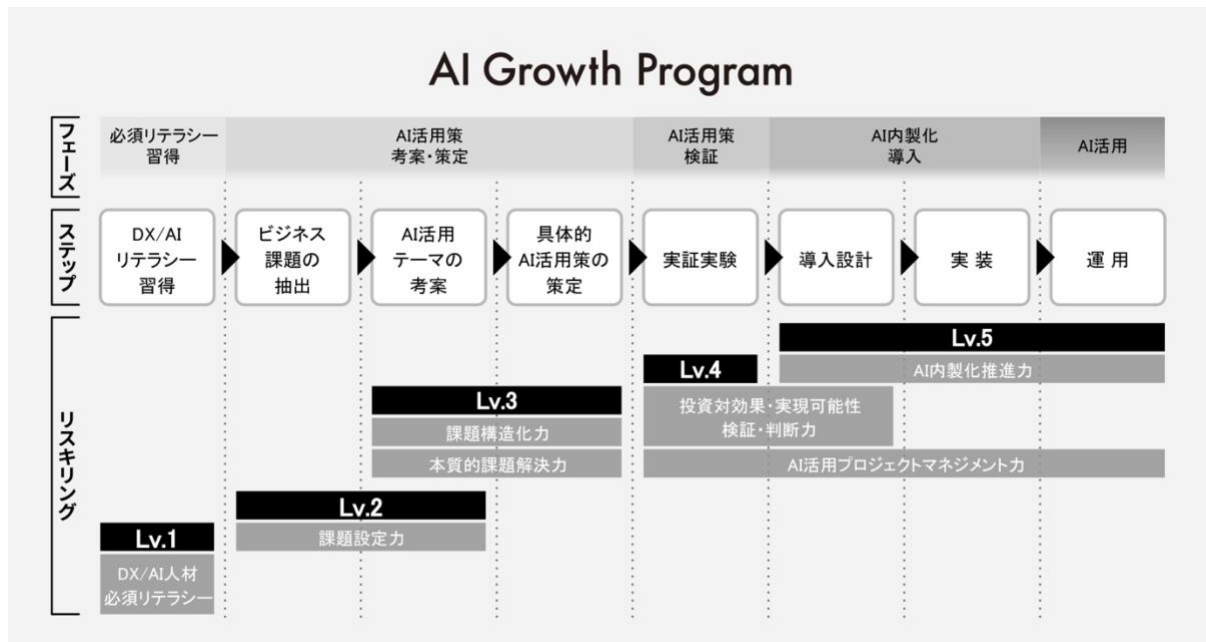 AI Growth Program
フェーズ
必須リテラシー
習得
AI活用策
考案・策定
AI活用策
検証
AI内製化
導入
AI活用
ステップ
DX/AI
リテラシー
習得
ビジネス
課題の
抽出
AI活用
テーマの
考案
具体的
AI活用策の
策定
実証実験
導入設計
実装
運用
リスキリング
Lv.5
AI内製化推進力
Lv.4
投資対効果・実現可能性
検証・判断力
AI活用プロジェクトマネジメント力
Lv.3
課題構造化力
本質的課題解決力
Lv.2
課題設定力
Lv.1
DX/AI人材
必須リテラシー